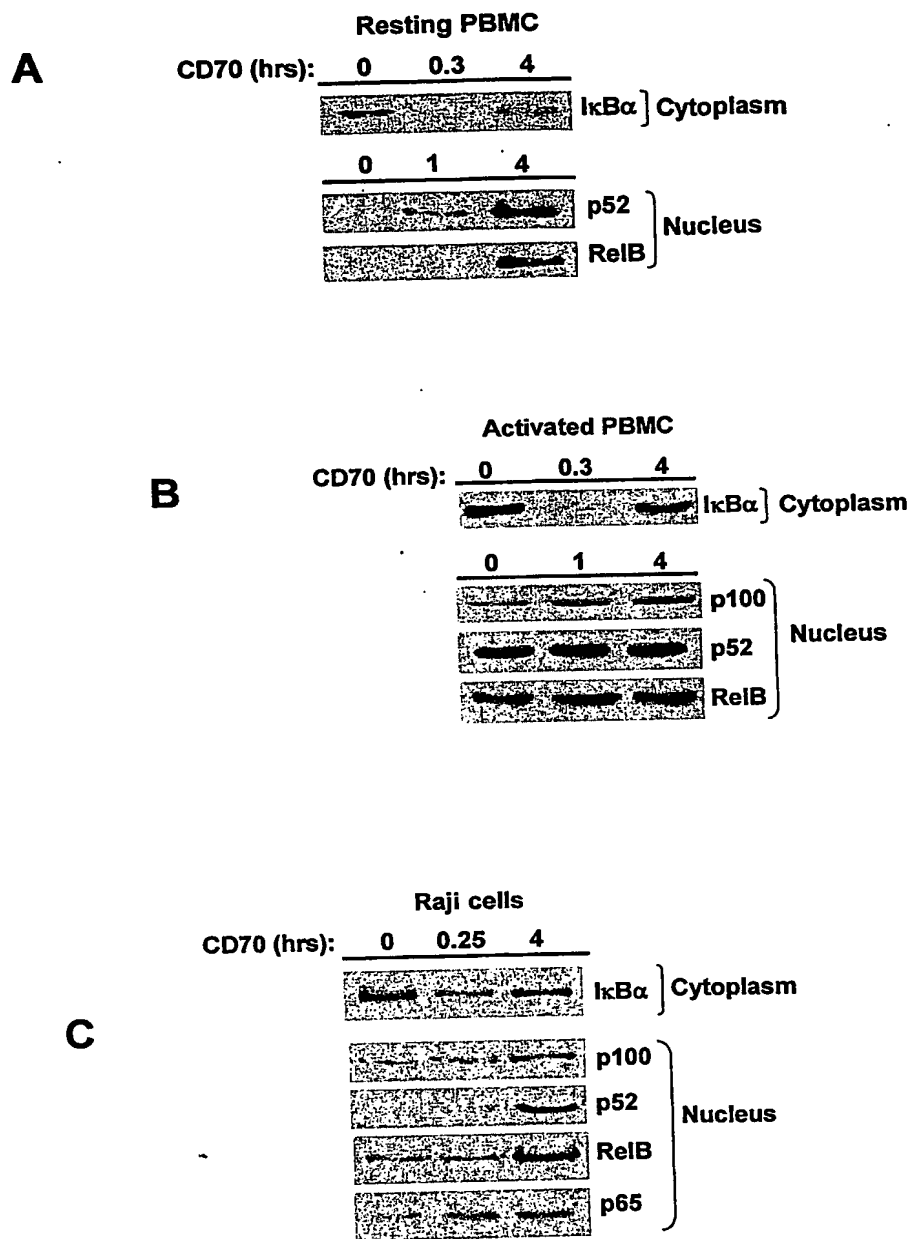 A
Resting PBMC
CD70 (hrs): 0 0.3 4
IκBα ] Cytoplasm
0 1 4
p52
RelB
Nucleus
B
Activated PBMC
CD70 (hrs): 0 0.3 4
IκBα ] Cytoplasm
0 1 4
p100
p52
RelB
Nucleus
C
Raji cells
CD70 (hrs): 0 0.25 4
IκBα ] Cytoplasm
p100
p52
RelB
p65
Nucleus